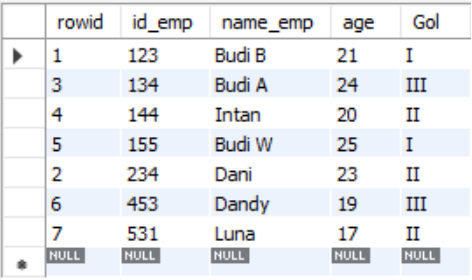 rowid id_emp name_emp age Gol
1 123 Budi B 21 I
3 134 Budi A 24 III
4 144 Intan 20 II
5 155 Budi W 25 I
2 234 Dani 23 II
6 453 Dandy 19 III
7 531 Luna 17 II
NULL NULL NULL NULL NULL